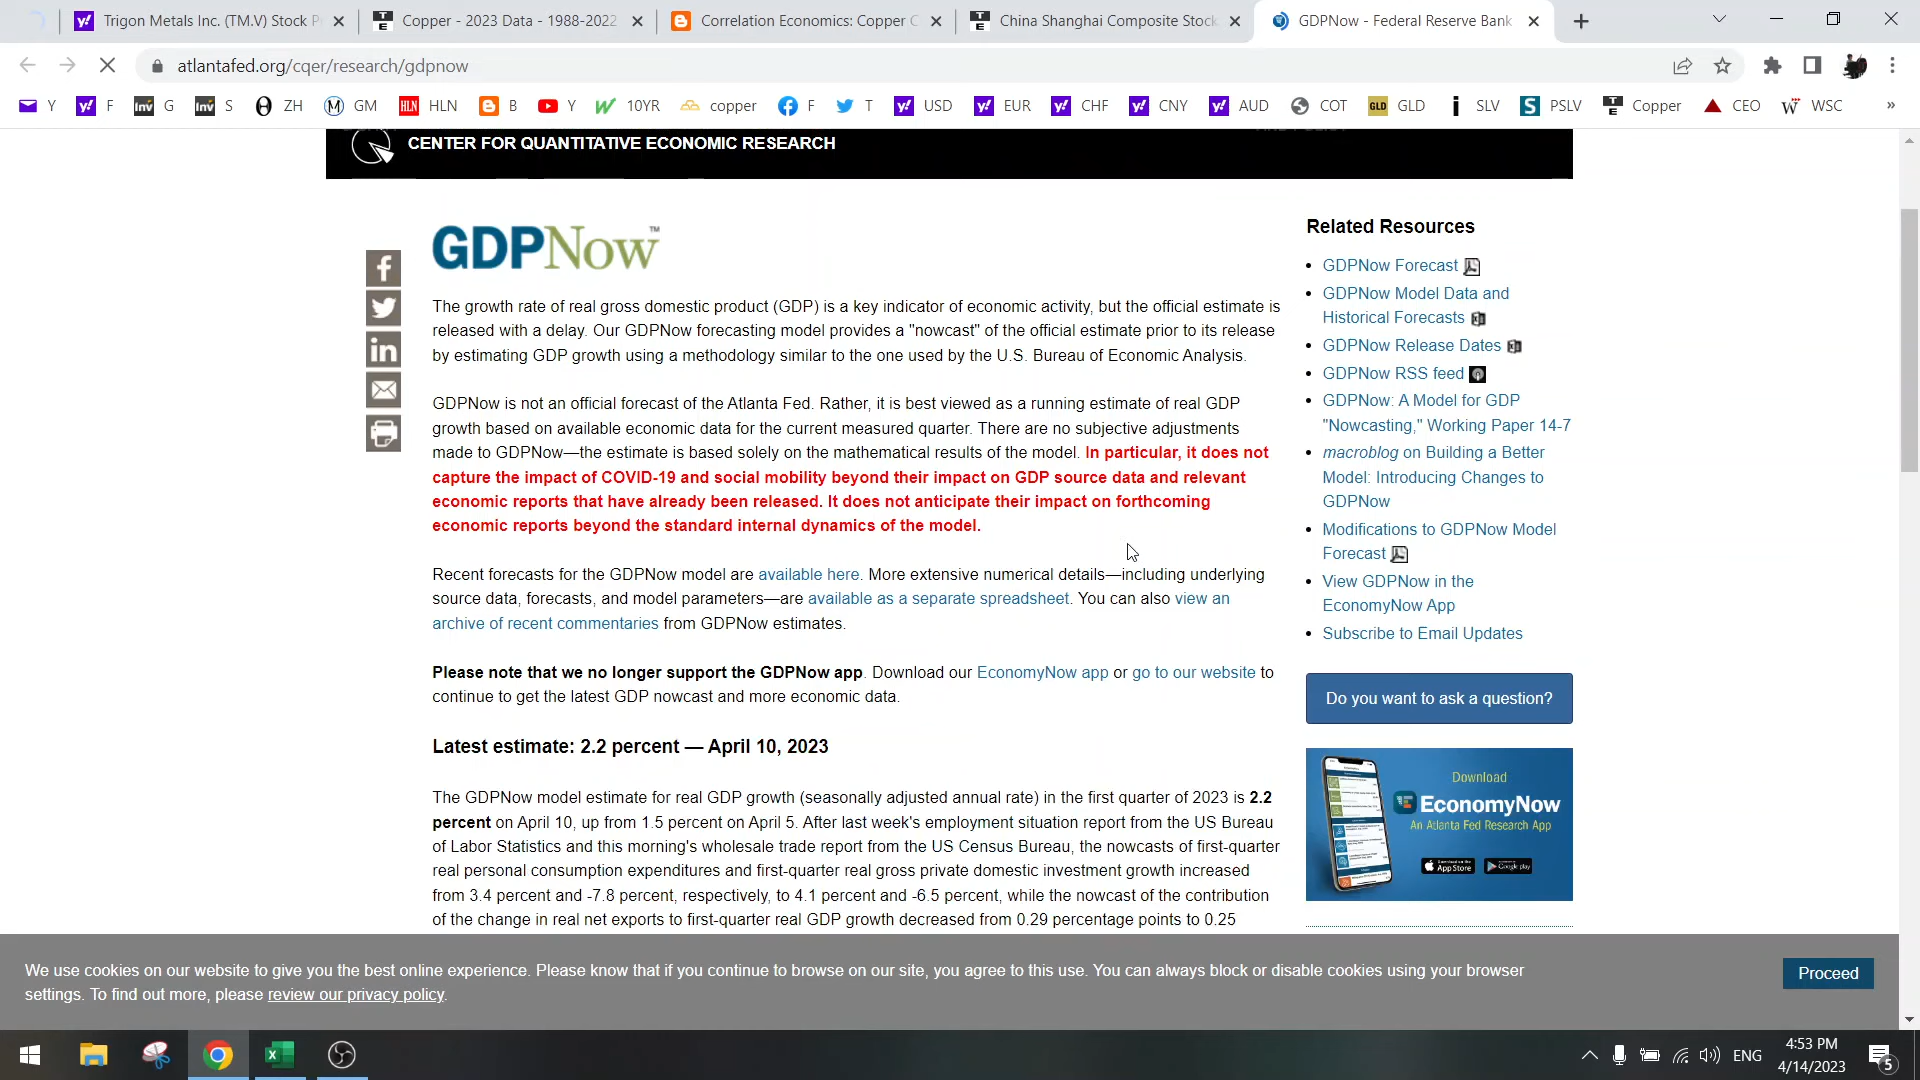 Trigon Metals Inc. (TM.V) Stock P
Copper - 2023 Data - 1988-2022
Correlation Economics: Copper C
China Shanghai Composite Stock
GDPNow - Federal Reserve Bank
atlantafed.org/cqer/research/gdpnow
Y F G S ZH GM HLN B Y 10YR copper F T USD EUR CHF CNY AUD COT GLD SLV PSLV Copper CEO WSC »
CENTER FOR QUANTITATIVE ECONOMIC RESEARCH
GDPNow™
The growth rate of real gross domestic product (GDP) is a key indicator of economic activity, but the official estimate is
released with a delay. Our GDPNow forecasting model provides a "nowcast" of the official estimate prior to its release
by estimating GDP growth using a methodology similar to the one used by the U.S. Bureau of Economic Analysis.
GDPNow is not an official forecast of the Atlanta Fed. Rather, it is best viewed as a running estimate of real GDP
growth based on available economic data for the current measured quarter. There are no subjective adjustments
made to GDPNow—the estimate is based solely on the mathematical results of the model. In particular, it does not
capture the impact of COVID-19 and social mobility beyond their impact on GDP source data and relevant
economic reports that have already been released. It does not anticipate their impact on forthcoming
economic reports beyond the standard internal dynamics of the model.
Recent forecasts for the GDPNow model are available here. More extensive numerical details—including underlying
source data, forecasts, and model parameters—are available as a separate spreadsheet. You can also view an
archive of recent commentaries from GDPNow estimates.
Please note that we no longer support the GDPNow app. Download our EconomyNow app or go to our website to
continue to get the latest GDP nowcast and more economic data.
Latest estimate: 2.2 percent — April 10, 2023
The GDPNow model estimate for real GDP growth (seasonally adjusted annual rate) in the first quarter of 2023 is 2.2
percent on April 10, up from 1.5 percent on April 5. After last week's employment situation report from the US Bureau
of Labor Statistics and this morning's wholesale trade report from the US Census Bureau, the nowcasts of first-quarter
real personal consumption expenditures and first-quarter real gross private domestic investment growth increased
from 3.4 percent and -7.8 percent, respectively, to 4.1 percent and -6.5 percent, while the nowcast of the contribution
of the change in real net exports to first-quarter real GDP growth decreased from 0.29 percentage points to 0.25
Related Resources
GDPNow Forecast
GDPNow Model Data and
Historical Forecasts
GDPNow Release Dates
GDPNow RSS feed
GDPNow: A Model for GDP
"Nowcasting," Working Paper 14-7
macroblog on Building a Better
Model: Introducing Changes to
GDPNow
Modifications to GDPNow Model
Forecast
View GDPNow in the
EconomyNow App
Subscribe to Email Updates
Do you want to ask a question?
Download
EconomyNow
An Atlanta Fed Research App
App Store
Google play
We use cookies on our website to give you the best online experience. Please know that if you continue to browse on our site, you agree to this use. You can always block or disable cookies using your browser
settings. To find out more, please review our privacy policy.
Proceed
ENG
4:53 PM
4/14/2023
5